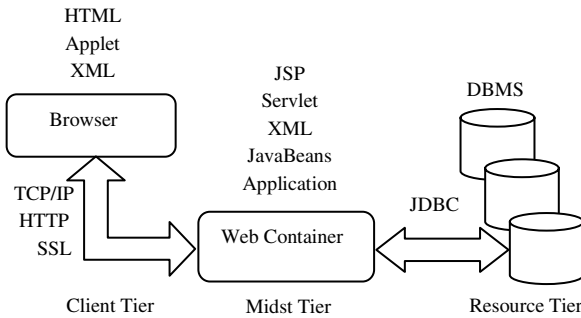 HTML
Applet
XML
Browser
TCP/IP
HTTP
SSL
Client Tier
JSP
Servlet
XML
JavaBeans
Application
Web Container
Midst Tier
JDBC
DBMS
Resource Tier